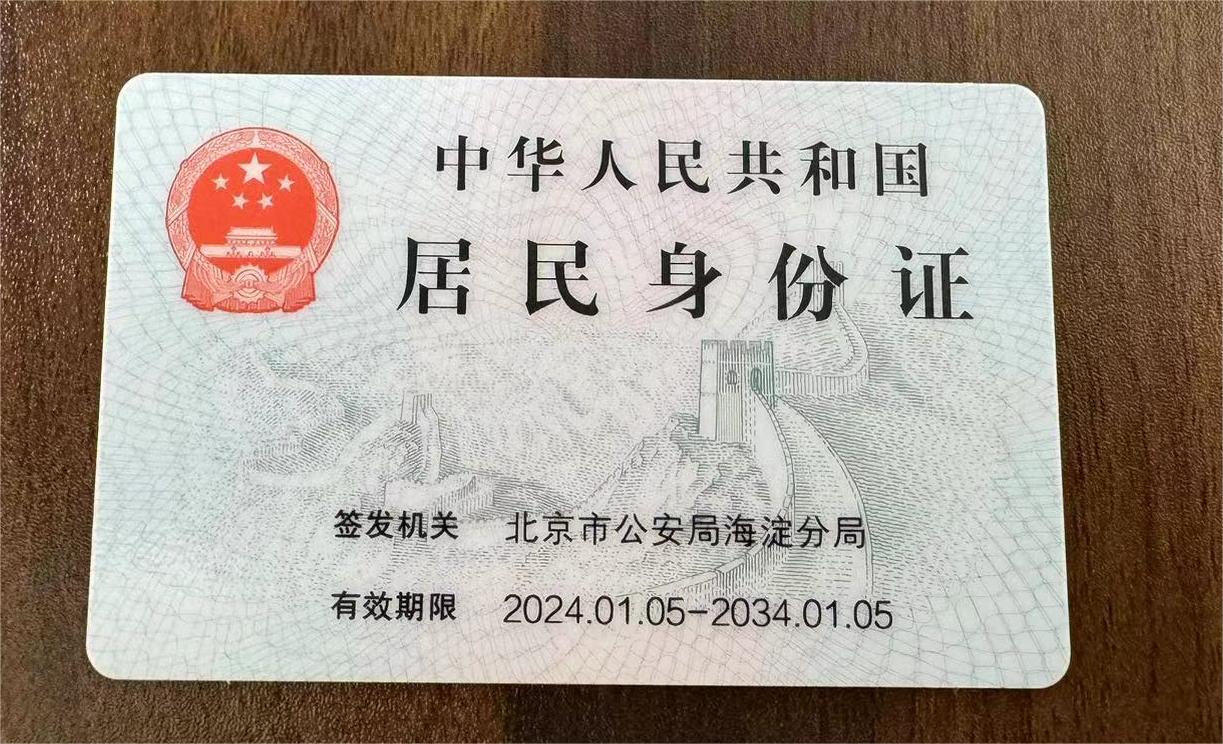 中华人民共和国
居民身份证
签发机关 北京市公安局海淀分局
有效期限 2024.01.05-2034.01.05